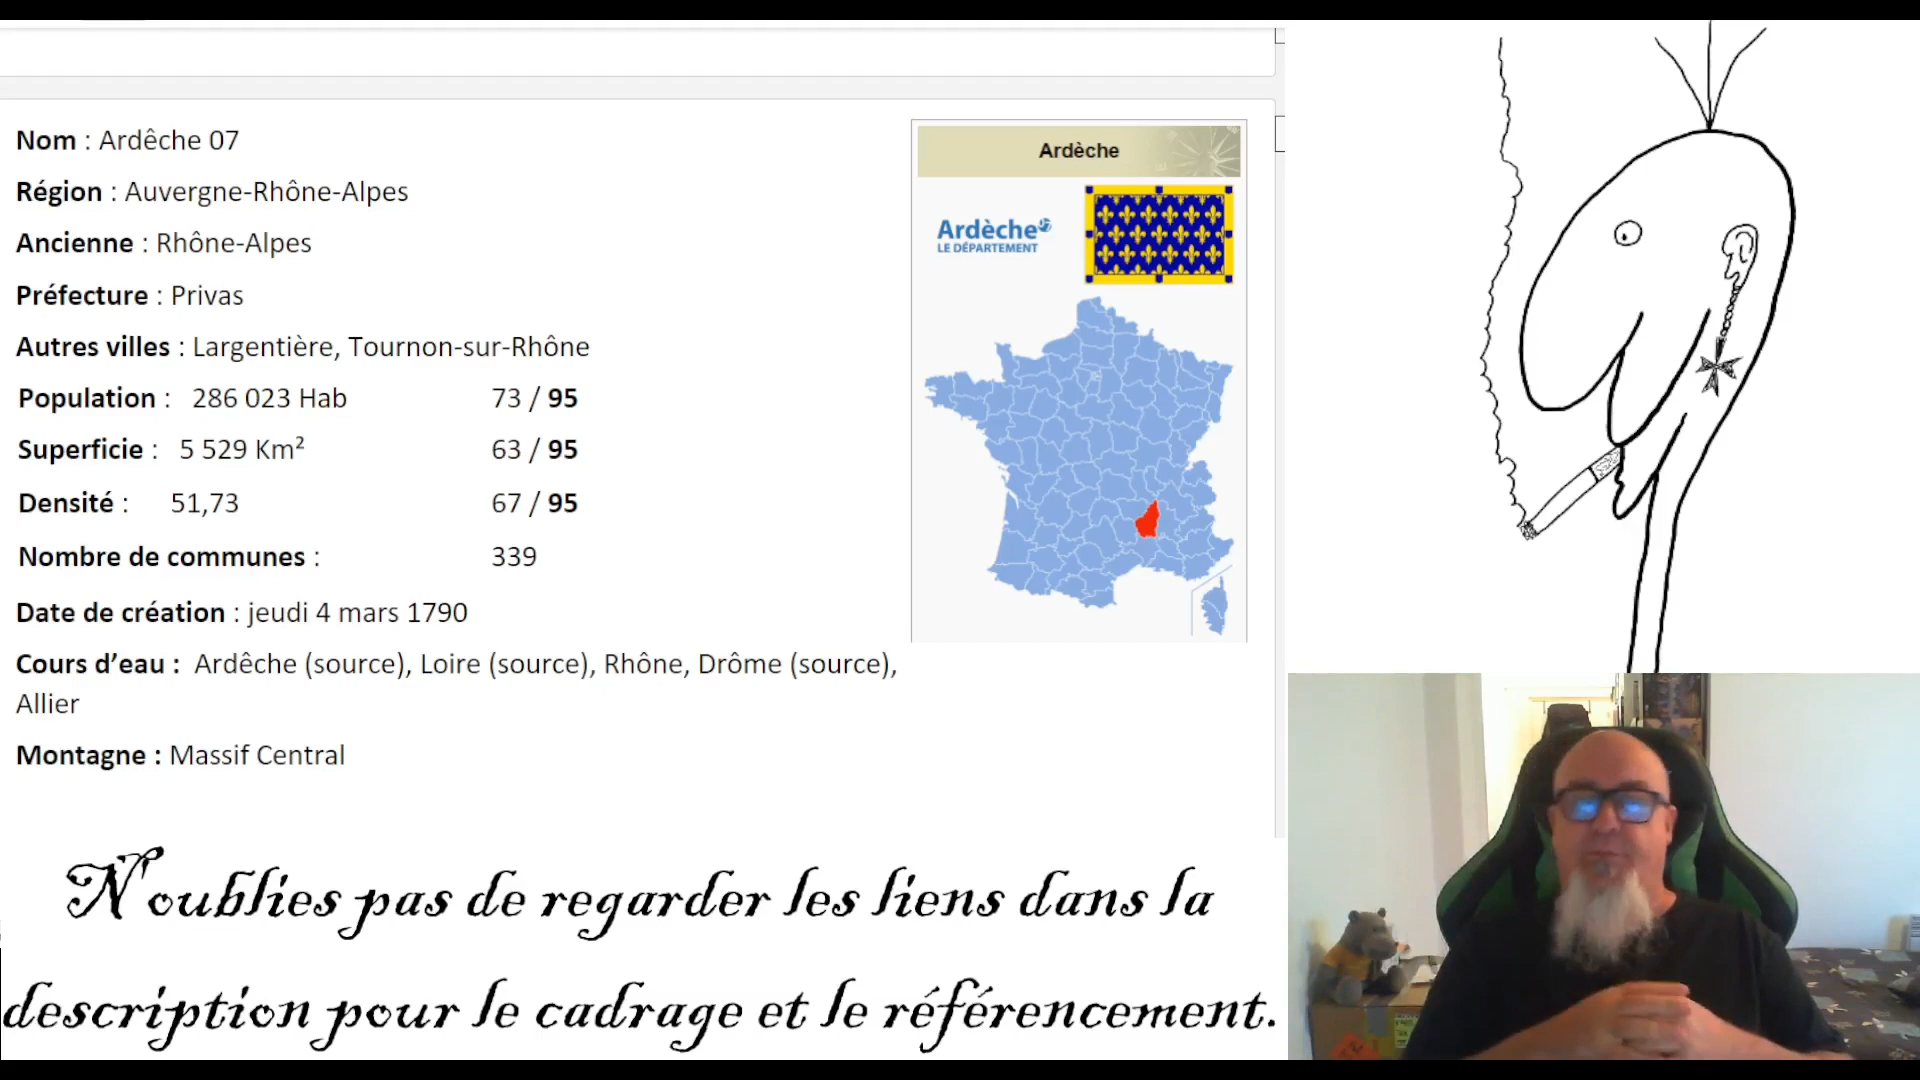 Nom : Ardêche 07
Région : Auvergne-Rhône-Alpes
Ancienne : Rhône-Alpes
Préfecture : Privas
Autres villes : Largentière, Tournon-sur-Rhône
Population : 286 023 Hab 73 / 95
Superficie : 5 529 Km² 63 / 95
Densité : 51,73 67 / 95
Nombre de communes : 339
Date de création : jeudi 4 mars 1790
Cours d’eau : Ardêche (source), Loire (source), Rhône, Drôme (source),
Allier
Montagne : Massif Central
Ardèche
Ardèche 07
LE DÉPARTEMENT
N'oublies pas de regarder les liens dans la
description pour le cadrage et le référencement.